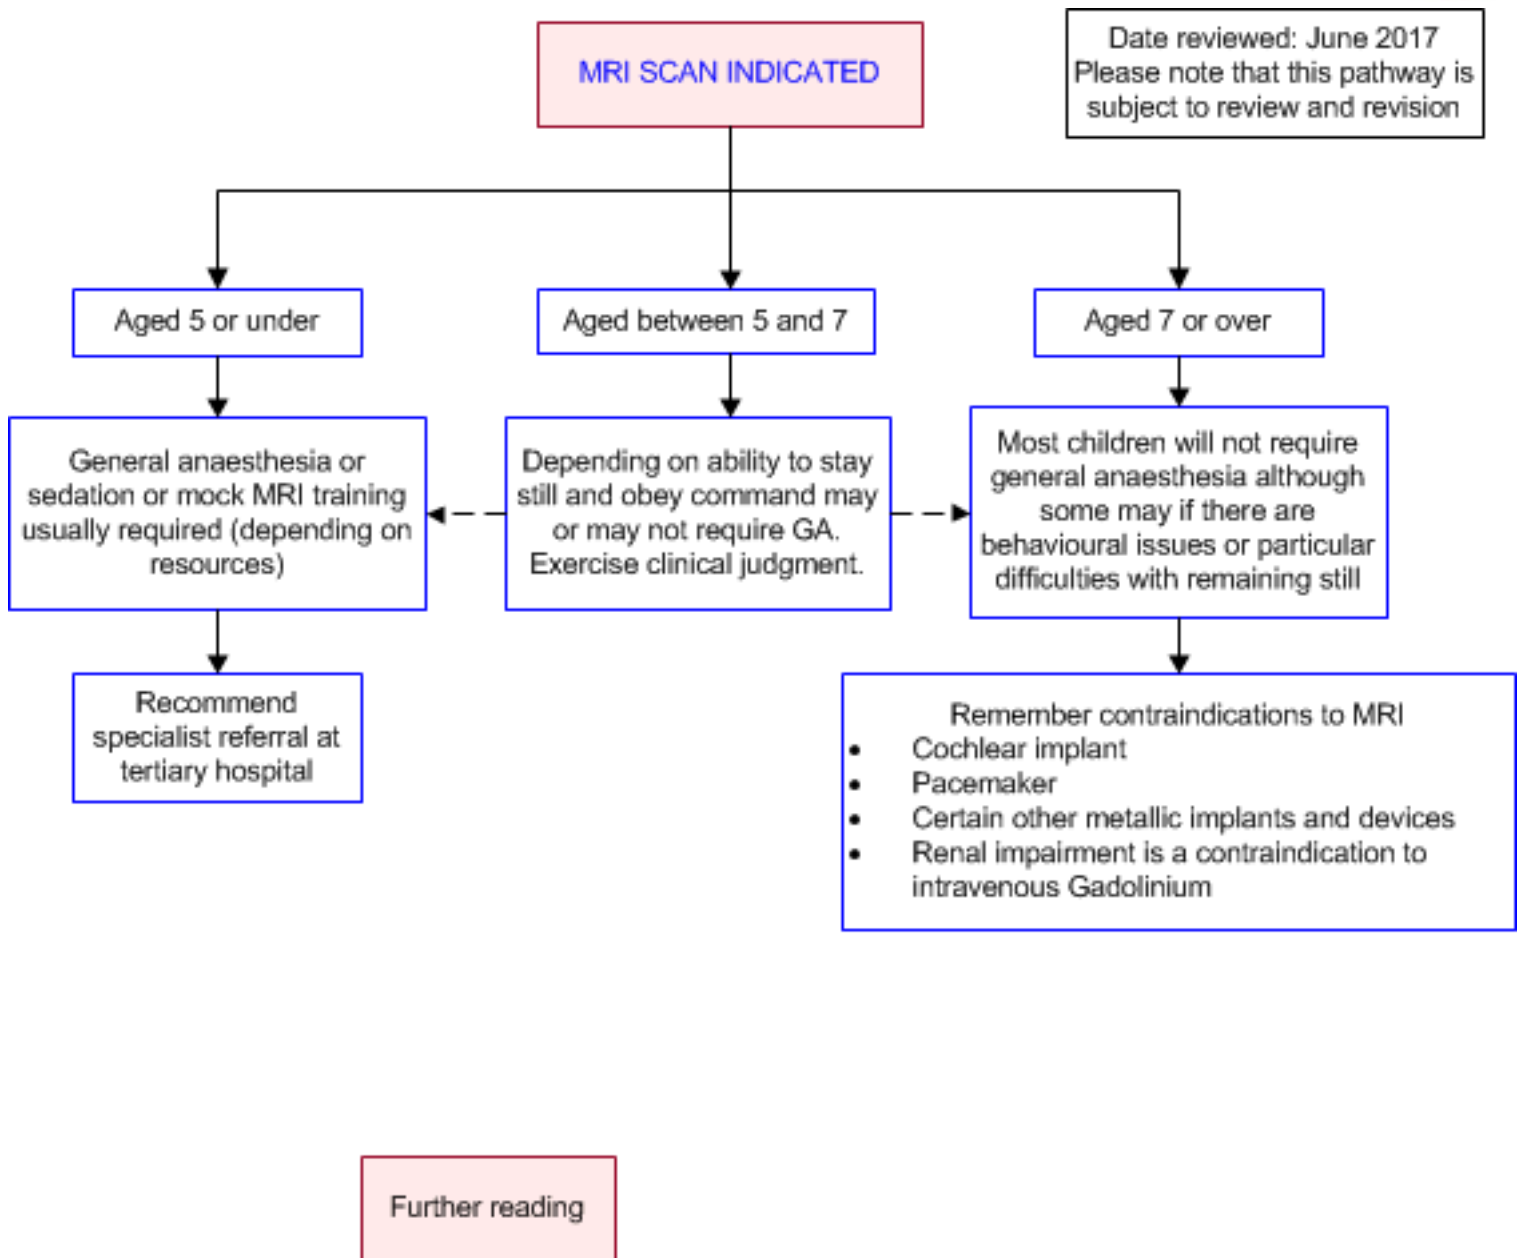 MRI SCAN INDICATED
Date reviewed: June 2017
Please note that this pathway is
subject to review and revision
Aged 5 or under
Aged between 5 and 7
Aged 7 or over
General anaesthesia or
sedation or mock MRI training
usually required (depending on
resources)
Depending on ability to stay
still and obey command may
or may not require GA.
Exercise clinical judgment.
Most children will not require
general anaesthesia although
some may if there are
behavioural issues or particular
difficulties with remaining still
Recommend
specialist referral at
tertiary hospital
Remember contraindications to MRI
• Cochlear implant
• Pacemaker
• Certain other metallic implants and devices
• Renal impairment is a contraindication to
intravenous Gadolinium
Further reading